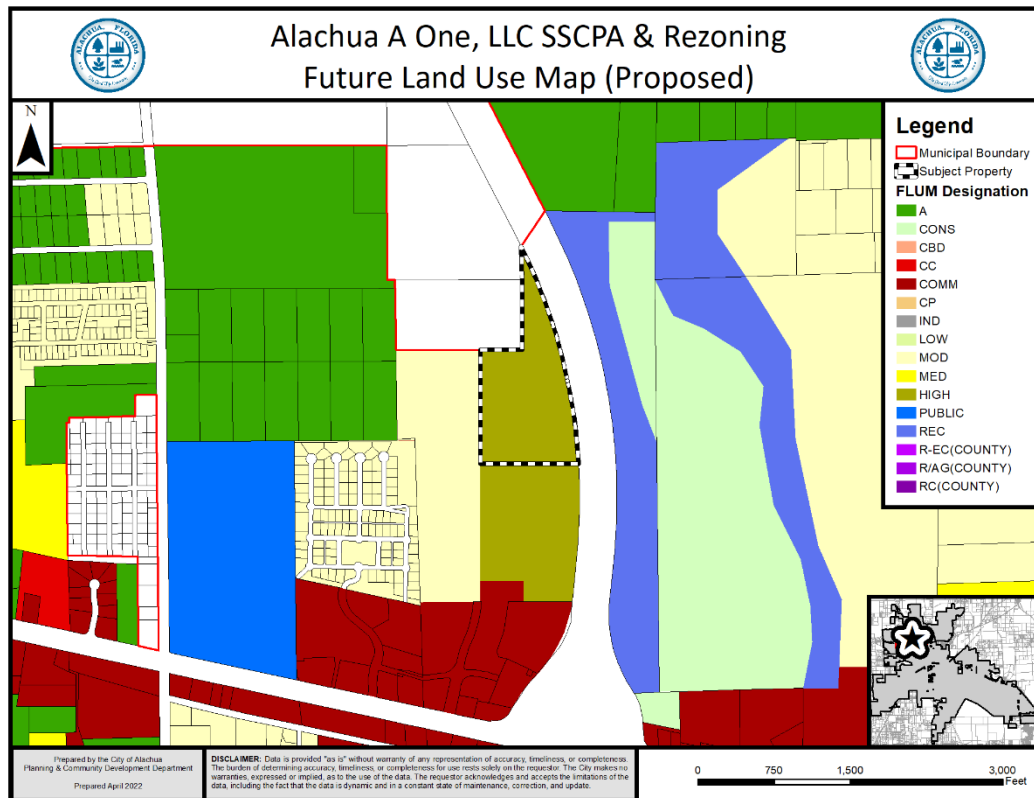 Alachua A One, LLC SSCPA & Rezoning
Future Land Use Map (Proposed)
ALACHUA, FLORIDA
ALACHUA, FLORIDA
N
Legend
Municipal Boundary
Subject Property
FLUM Designation
A
CONS
CBD
CC
COMM
CP
IND
LOW
MOD
MED
HIGH
PUBLIC
REC
R-EC(COUNTY)
R/AG(COUNTY)
RC(COUNTY)
Prepared by the City of Alachua
Planning & Community Development Department
Prepared April 2022
DISCLAIMER: Data is provided "as is" without warranty of any representation of accuracy, timeliness, or completeness.
The burden of determining accuracy, timeliness, or completeness for use rests solely on the requestor. The City makes no
warranties, expressed or implied, as to the use of the data. The requestor acknowledges and accepts the limitations of the
data, including the fact that the data is dynamic and in a constant state of maintenance, correction, and update.
0 750 1,500 3,000
Feet